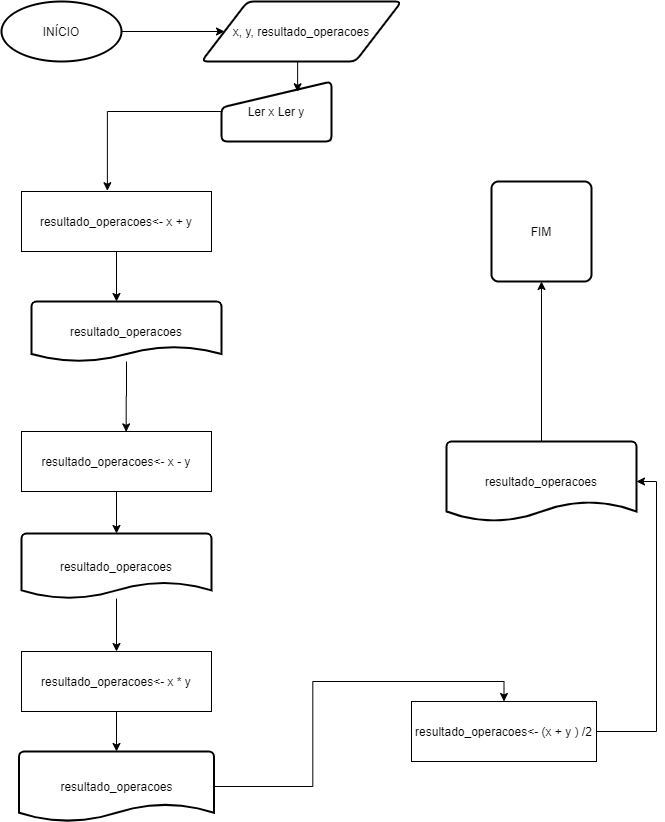 INÍCIO
x, y, resultado_operacoes
Ler x Ler y
resultado_operacoes<- x + y
resultado_operacoes
resultado_operacoes<- x - y
resultado_operacoes
resultado_operacoes<- x * y
resultado_operacoes
resultado_operacoes<- (x + y ) /2
resultado_operacoes
FIM